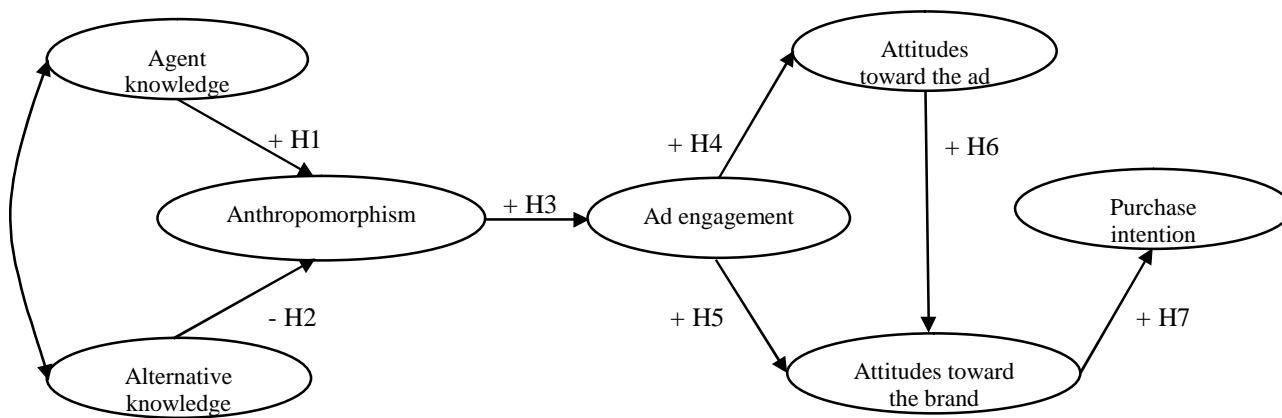 Agent
knowledge
+ H1
Anthropomorphism
- H2
Alternative
knowledge
+ H3
Ad engagement
+ H4
+ H5
Attitudes
toward the ad
+ H6
Attitudes toward
the brand
+ H7
Purchase
intention